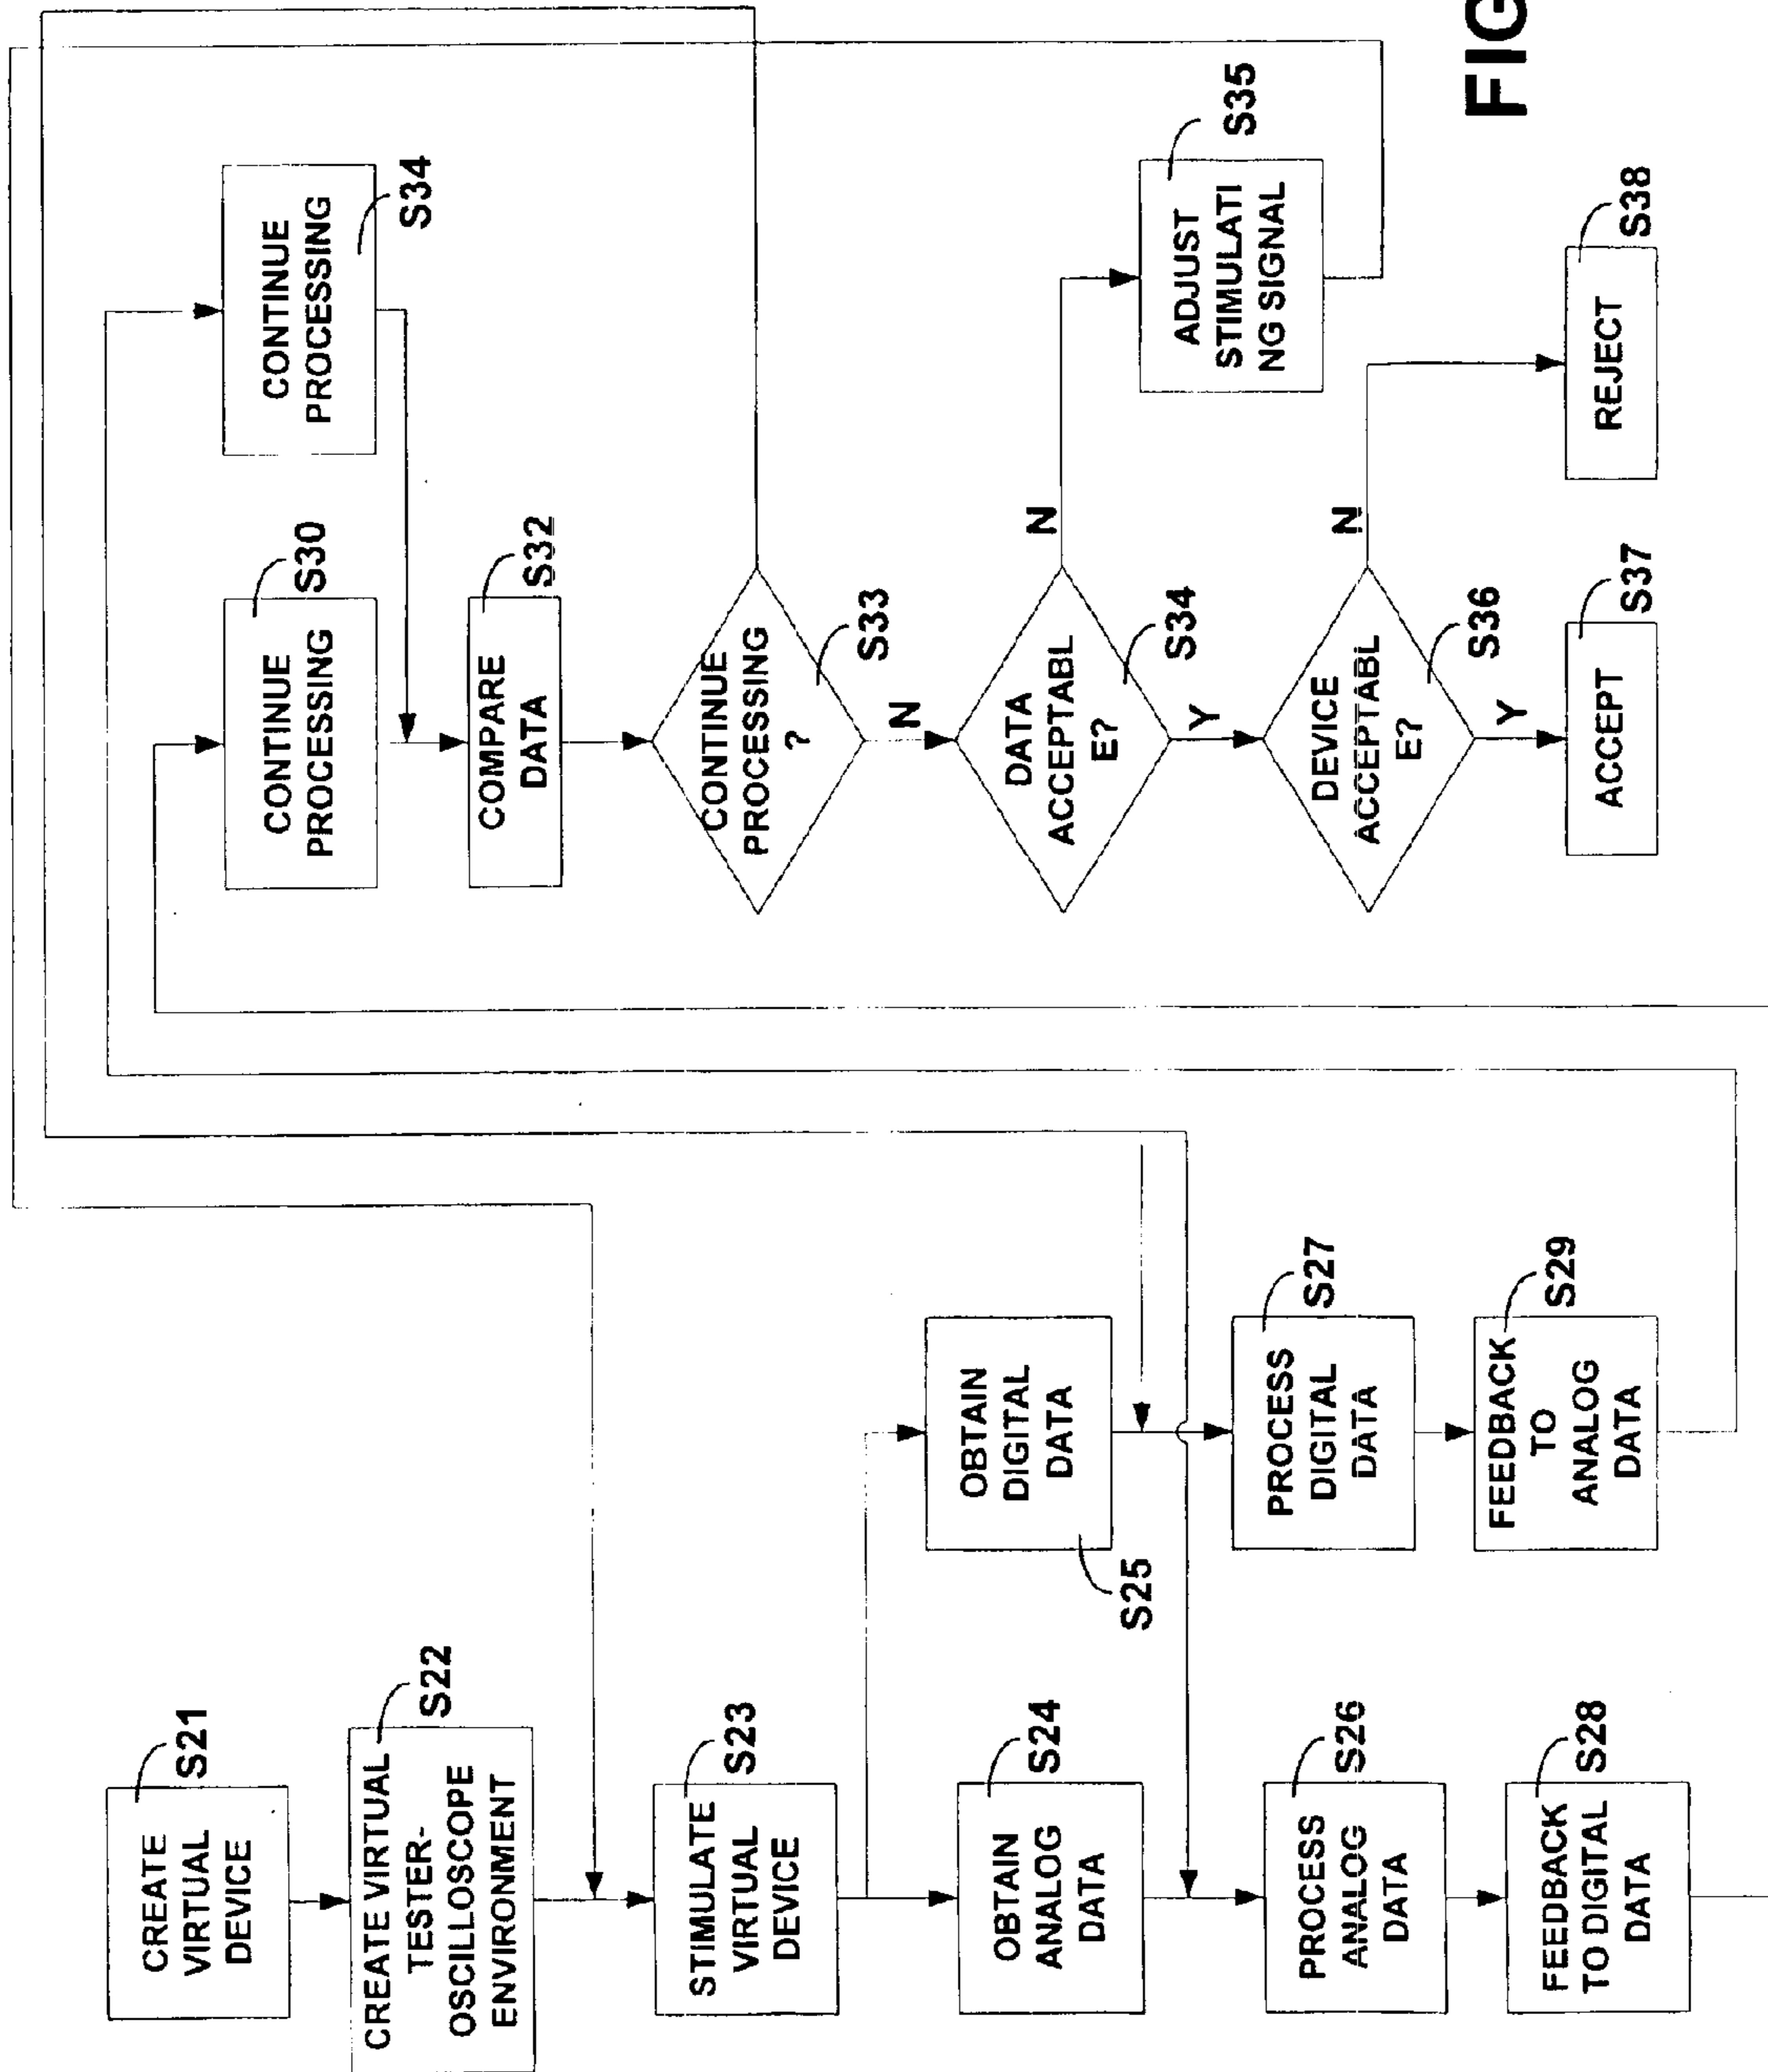 CREATE
VIRTUAL
DEVICE
S21
CREATE VIRTUAL
TESTER-
OSCILLOSCOPE
ENVIRONMENT
S22
STIMULATE
VIRTUAL
DEVICE
S23
OBTAIN
ANALOG
DATA
S24
OBTAIN
DIGITAL
DATA
S25
PROCESS
ANALOG
DATA
S26
PROCESS
DIGITAL
DATA
S27
FEEDBACK
TO DIGITAL
DATA
S28
FEEDBACK
TO
ANALOG
DATA
S29
CONTINUE
PROCESSING
S30
CONTINUE
PROCESSING
S34
COMPARE
DATA
S32
CONTINUE
PROCESSING
?
S33
N
DATA
ACCEPTABL
E?
S34
N
Y
ADJUST
STIMULATI
NG SIGNAL
S35
DEVICE
ACCEPTABL
E?
S36
N
Y
ACCEPT
S37
REJECT
S38
FIG